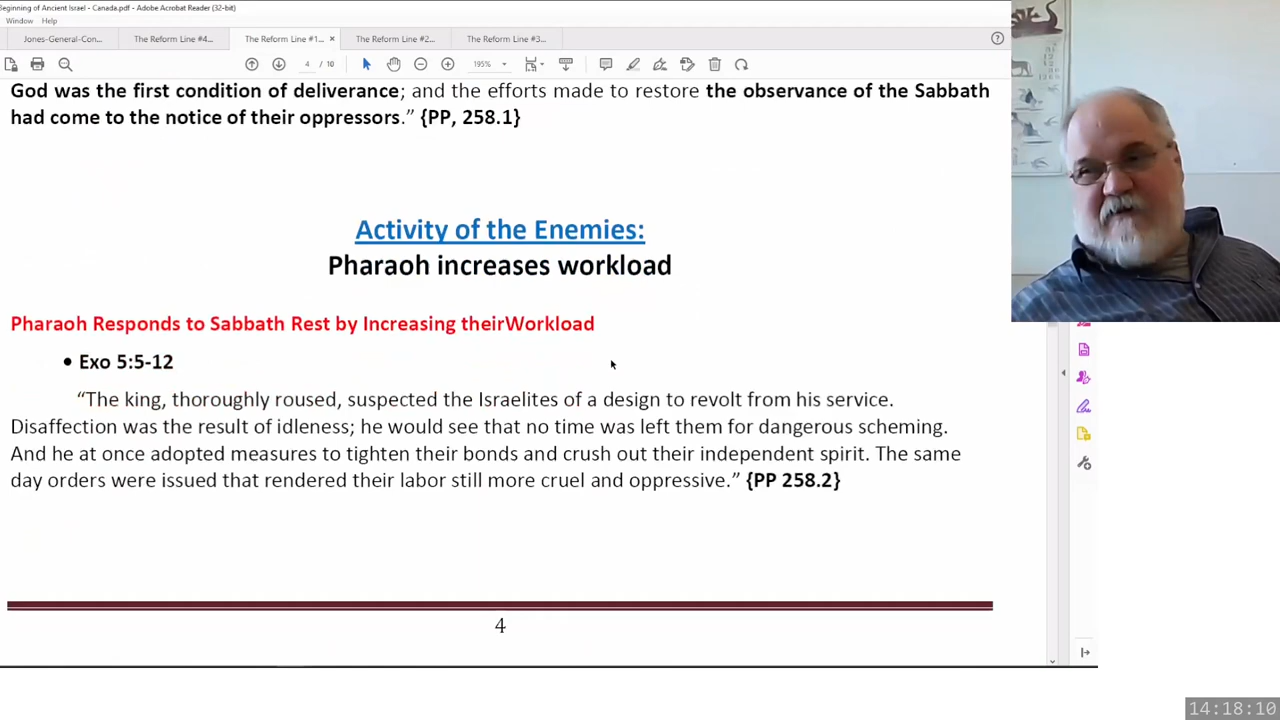 Beginning of Ancient Israel - Canada.pdf - Adobe Acrobat Reader (32-bit)
Window Help
Jones-General-Con... The Reform Line #4... The Reform Line #1... × The Reform Line #2... The Reform Line #3...
4 / 10 195%
God was the first condition of deliverance; and the efforts made to restore the observance of the Sabbath
had come to the notice of their oppressors.” {PP, 258.1}
Activity of the Enemies:
Pharaoh increases workload
Pharaoh Responds to Sabbath Rest by Increasing theirWorkload
• Exo 5:5-12
“The king, thoroughly roused, suspected the Israelites of a design to revolt from his service.
Disaffection was the result of idleness; he would see that no time was left them for dangerous scheming.
And he at once adopted measures to tighten their bonds and crush out their independent spirit. The same
day orders were issued that rendered their labor still more cruel and oppressive.” {PP 258.2}
4
14:18:10